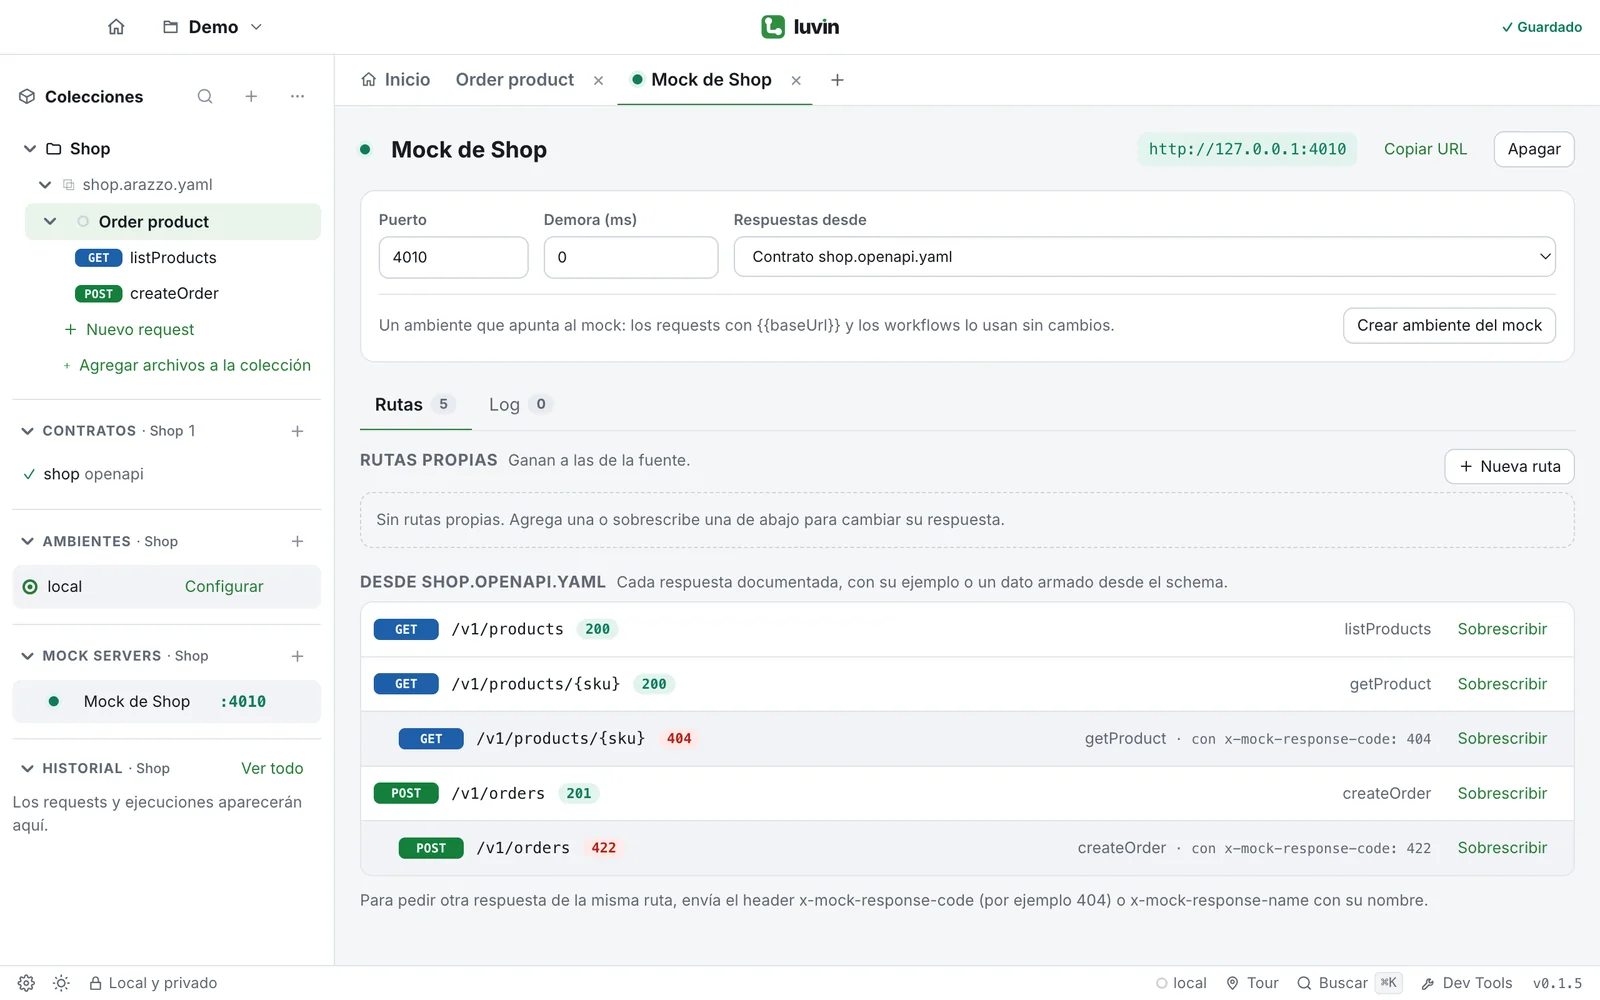 Demo
luvin
Guardado
Colecciones
Inicio
Order product
Mock de Shop
Shop
shop.arazzo.yaml
Order product
GET listProducts
POST createOrder
+ Nuevo request
+ Agregar archivos a la colección
CONTRATOS · Shop 1
shop openapi
AMBIENTES · Shop
local Configurar
MOCK SERVERS · Shop
Mock de Shop :4010
HISTORIAL · Shop Ver todo
Los requests y ejecuciones aparecerán
aquí.
Mock de Shop
http://127.0.0.1:4010 Copiar URL Apagar
Puerto Demora (ms) Respuestas desde
4010 0 Contrato shop.openapi.yaml
Un ambiente que apunta al mock: los requests con {{baseUrl}} y los workflows lo usan sin cambios. Crear ambiente del mock
Rutas 5 Log 0
RUTAS PROPIAS Ganan a las de la fuente.
+ Nueva ruta
Sin rutas propias. Agrega una o sobrescribe una de abajo para cambiar su respuesta.
DESDE SHOP.OPENAPI.YAML Cada respuesta documentada, con su ejemplo o un dato armado desde el schema.
GET /v1/products 200 listProducts Sobrescribir
GET /v1/products/{sku} 200 getProduct Sobrescribir
GET /v1/products/{sku} 404 getProduct · con x-mock-response-code: 404 Sobrescribir
POST /v1/orders 201 createOrder Sobrescribir
POST /v1/orders 422 createOrder · con x-mock-response-code: 422 Sobrescribir
Para pedir otra respuesta de la misma ruta, envía el header x-mock-response-code (por ejemplo 404) o x-mock-response-name con su nombre.
Local y privado
local Tour Buscar ⌘K Dev Tools v0.1.5